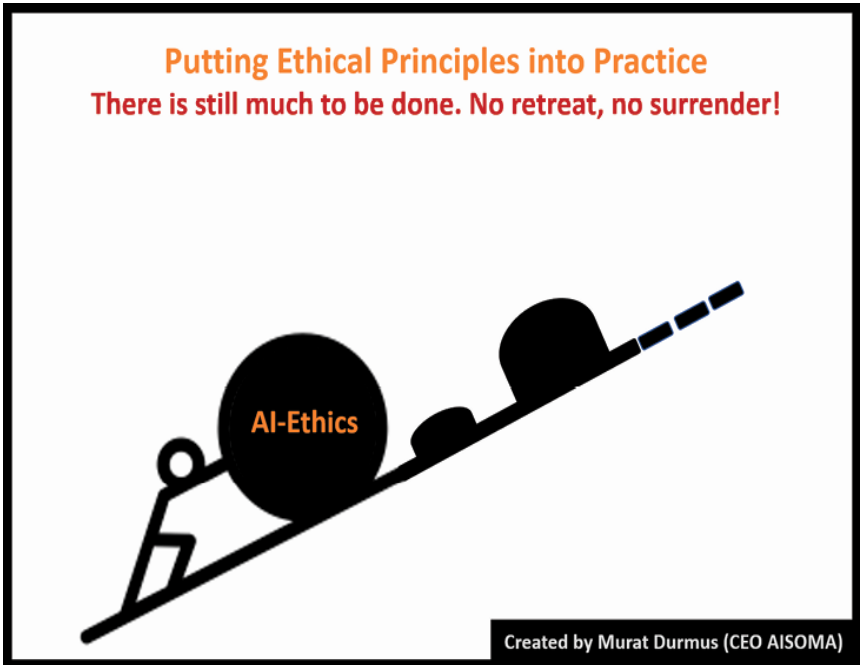 Putting Ethical Principles into Practice
There is still much to be done. No retreat, no surrender!
AI-Ethics
Created by Murat Durmus (CEO AISOMA)